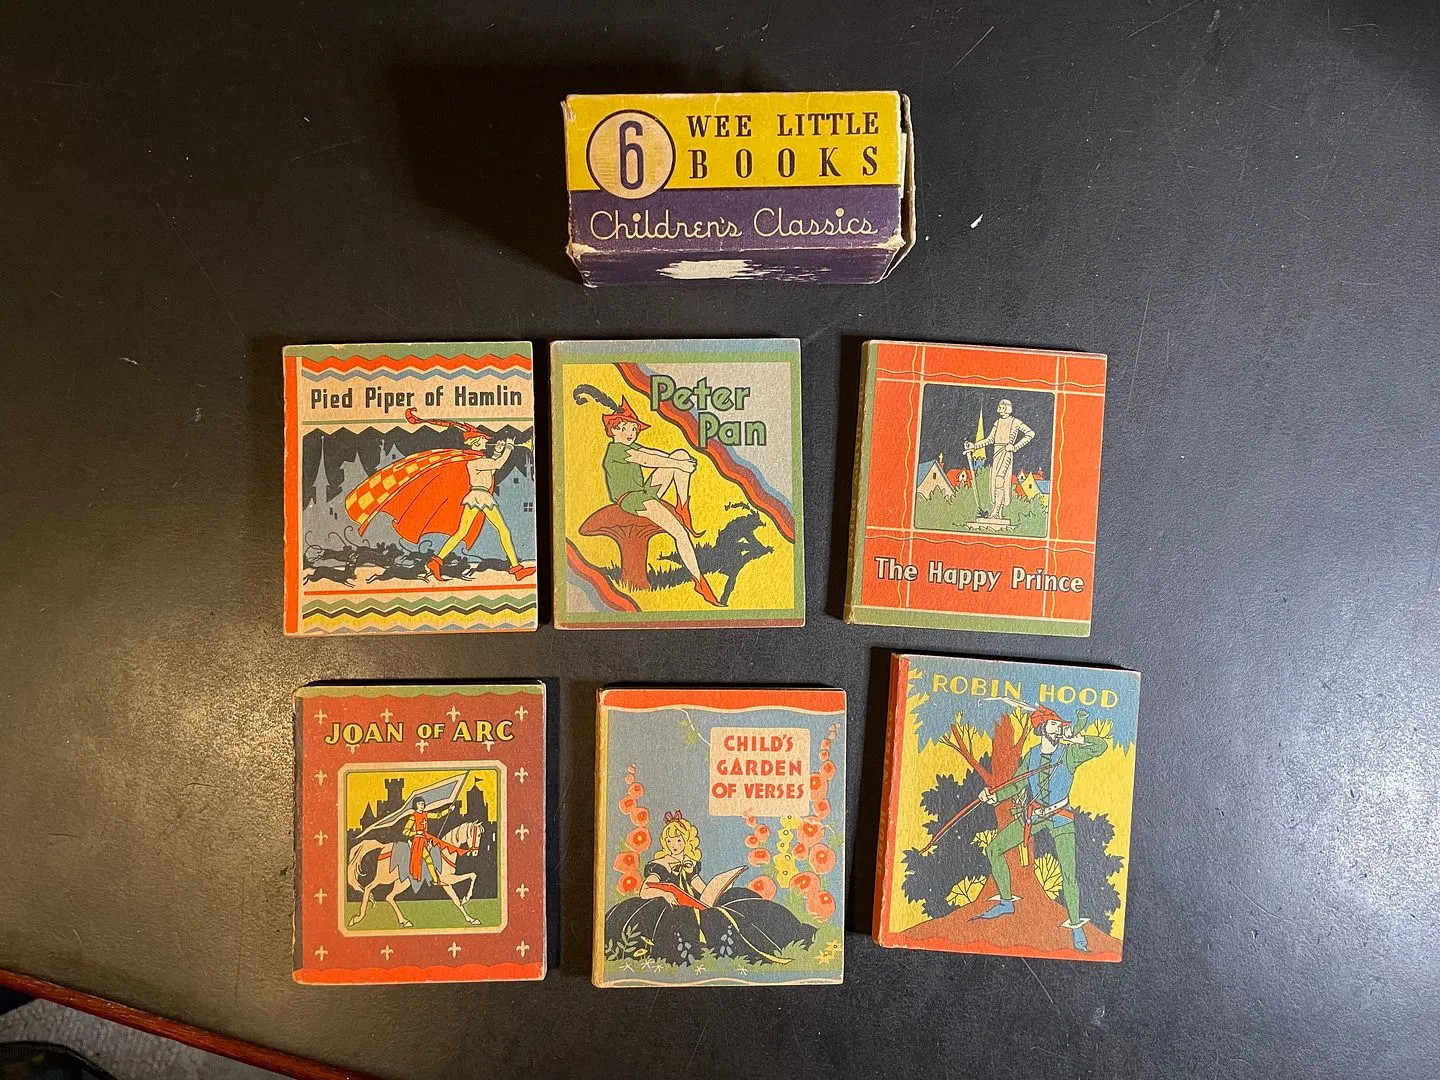 6
WEE LITTLE
BOOKS
Children's Classics
Pied Piper of Hamlin
Peter
Pan
The Happy Prince
JOAN OF ARC
CHILD'S
GARDEN
OF VERSES
ROBIN HOOD